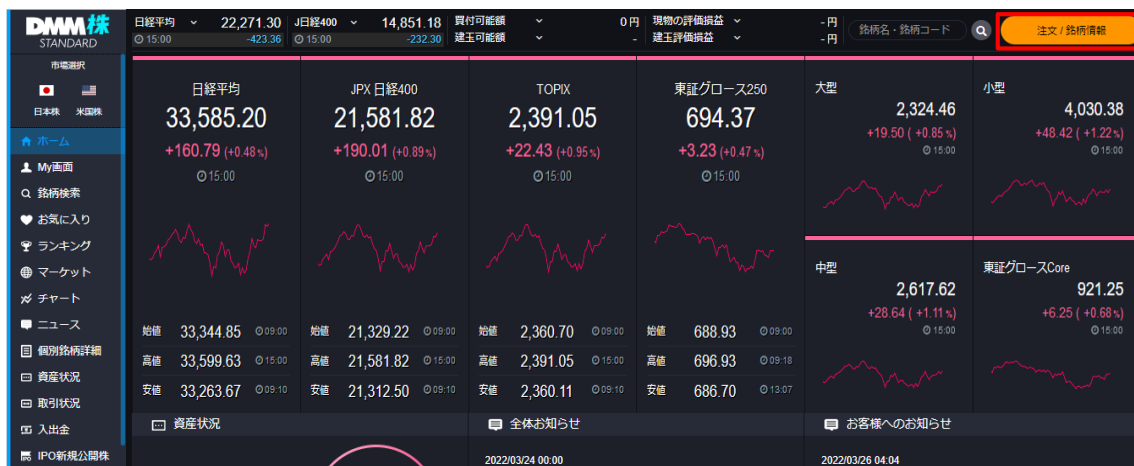 DMM株
STANDARD
日経平均 22,271.30 J日経400 14,851.18 買付可能額 0円 現物の評価損益 -円
15:00 -423.36 15:00 -232.30 建玉可能額 - 建玉評価損益 -円
銘柄名・銘柄コード
注文 / 銘柄情報
市場選択
日本株 米国株
ホーム
My画面
銘柄検索
お気に入り
ランキング
マーケット
チャート
ニュース
個別銘柄詳細
資産状況
取引状況
入出金
IPO新規公開株
日経平均
33,585.20
+160.79 (+0.48%)
15:00
始値 33,344.85 09:00
高値 33,599.63 15:00
安値 33,263.67 09:10
JPX 日経400
21,581.82
+190.01 (+0.89%)
15:00
始値 21,329.22 09:00
高値 21,581.82 15:00
安値 21,312.50 09:10
TOPIX
2,391.05
+22.43 (+0.95%)
15:00
始値 2,360.70 09:00
高値 2,391.05 15:00
安値 2,360.11 09:10
東証グロース250
694.37
+3.23 (+0.47%)
15:00
始値 688.93 09:00
高値 696.93 09:18
安値 686.70 13:07
大型
2,324.46
+19.50 ( +0.85%)
15:00
小型
4,030.38
+48.42 ( +1.22%)
15:00
中型
2,617.62
+28.64 ( +1.11%)
15:00
東証グロースCore
921.25
+6.25 ( +0.68%)
15:00
資産状況
全体お知らせ
2022/03/24 00:00
お客様へのお知らせ
2022/03/26 04:04